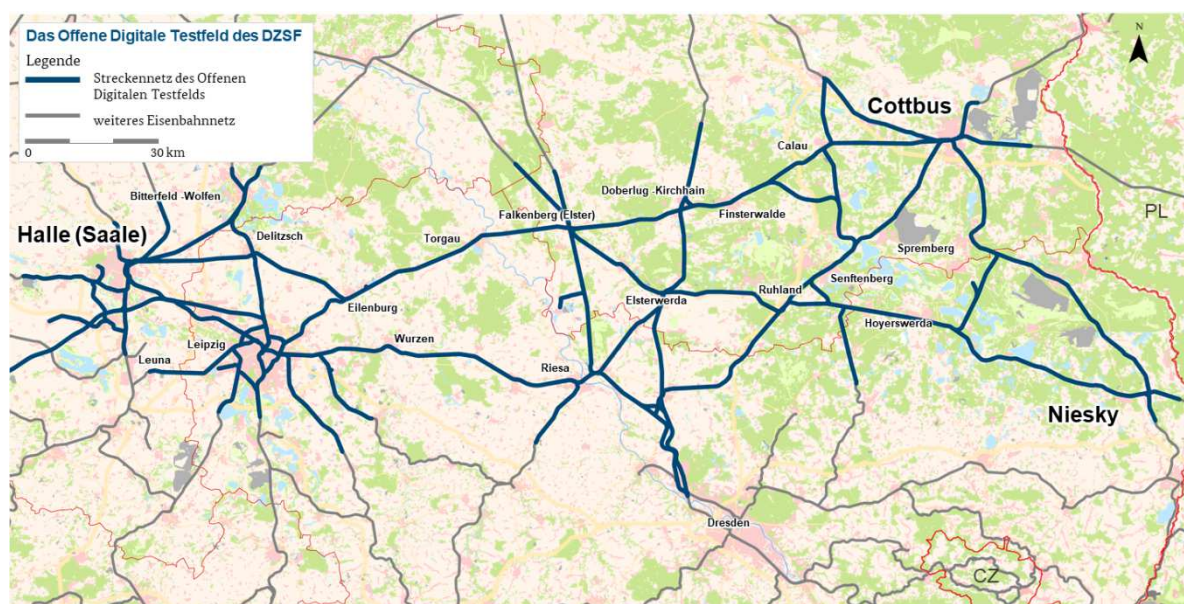 Das Offene Digitale Testfeld des DZSF
Legende
Streckennetz des Offenen
Digitalen Testfelds
weiteres Eisenbahnnetz
0 30 km
N
Cottbus
Calau
Bitterfeld -Wolfen
Doberlug -Kirchhain
PL
Falkenberg (Elster)
Finsterwalde
Halle (Saale)
Delitzsch
Torgau
Spremberg
Senftenberg
Eilenburg
Elsterwerda
Ruhland
Hoyerswerda
Leipzig
Wurzen
Leuna
Riesa
Niesky
Dresden
CZ